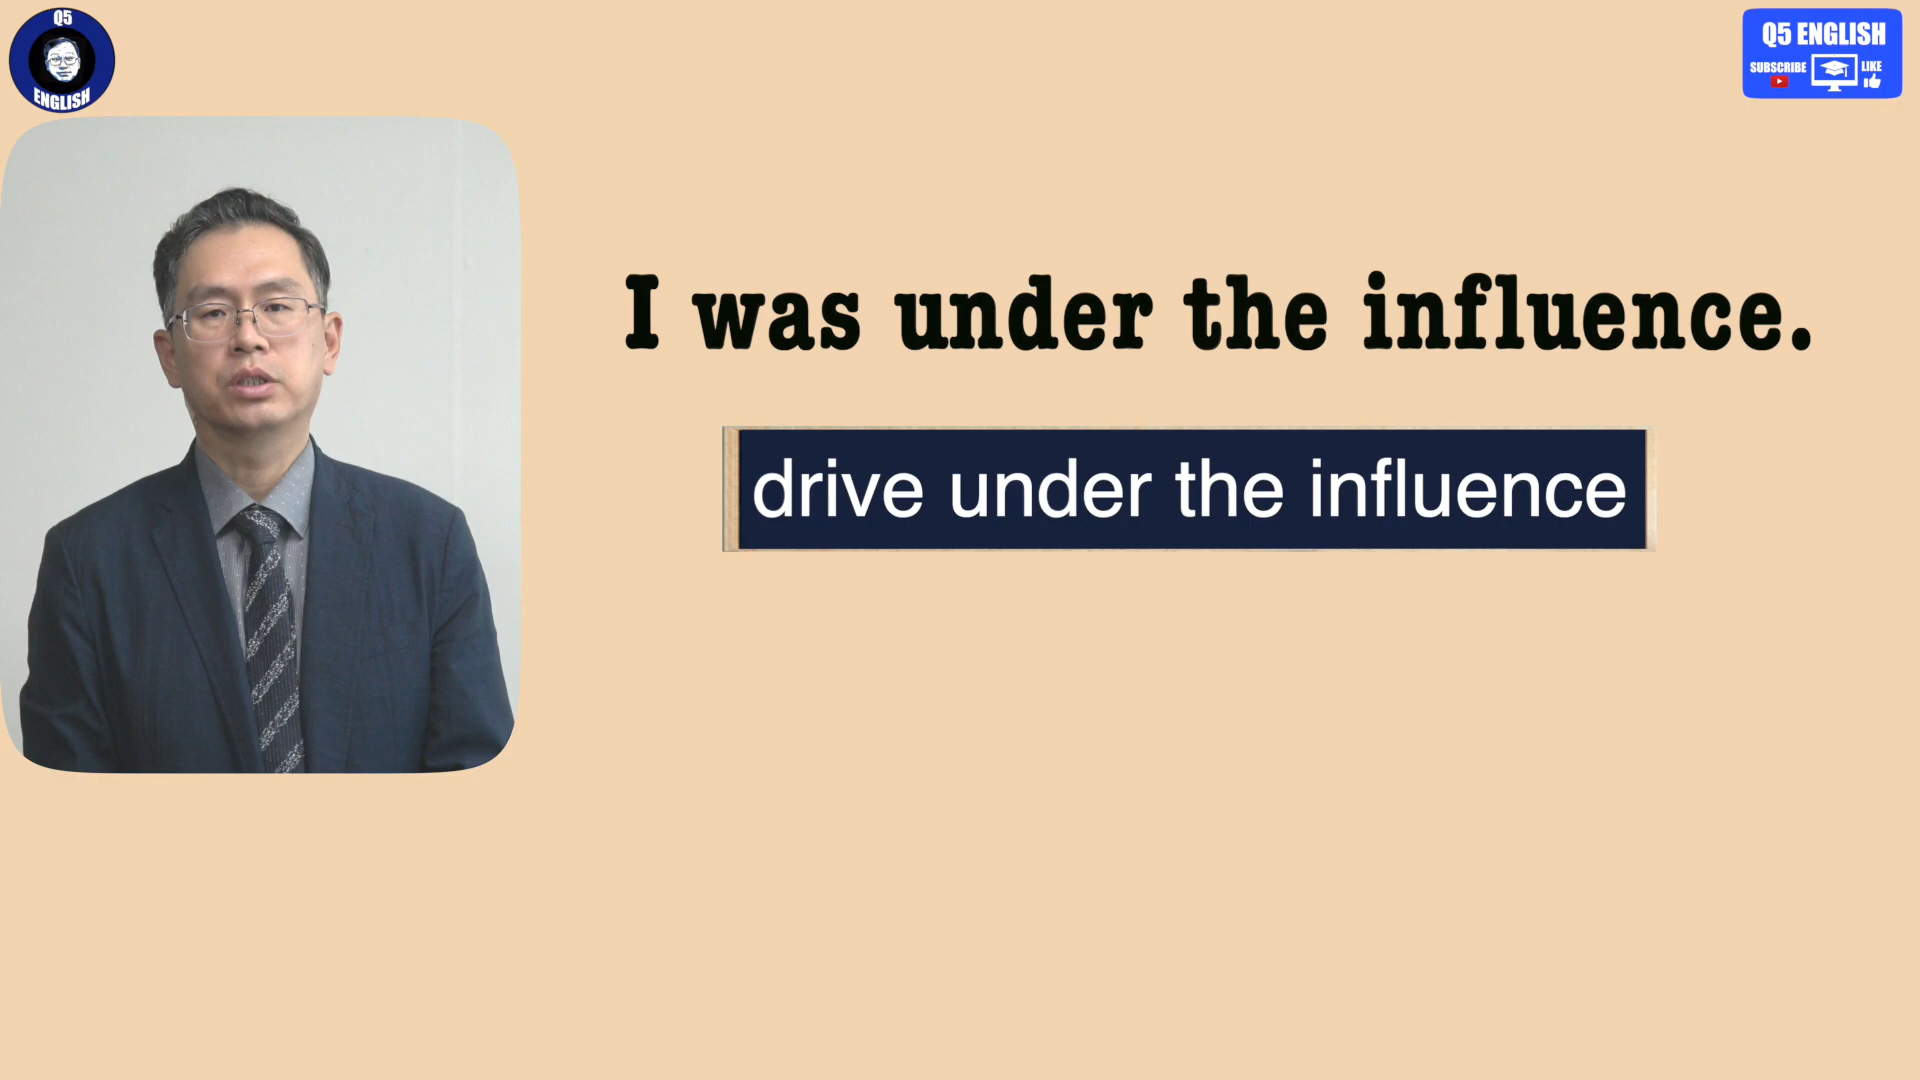 Q5
ENGLISH
Q5 ENGLISH
SUBSCRIBE
LIKE
I was under the influence.
drive under the influence